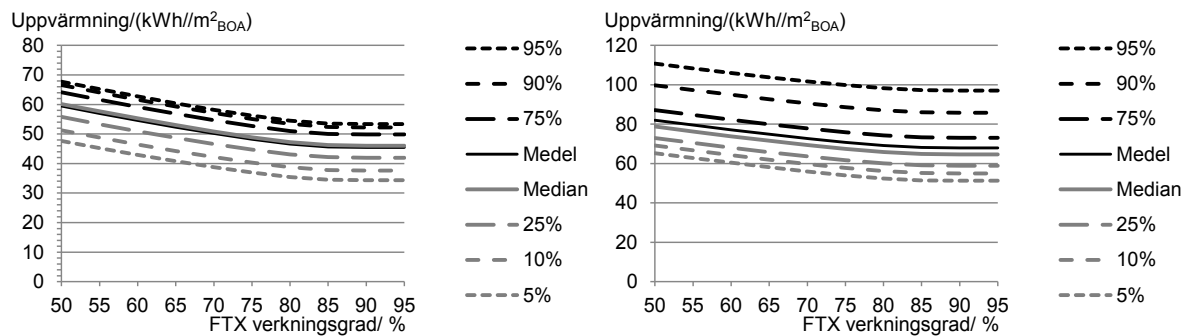 Uppvärmning/(kWh//m²BOA)
80
70
60
50
40
30
20
10
0
50 55 60 65 70 75 80 85 90 95
FTX verkningsgrad/ %
95%
90%
75%
Medel
Median
25%
10%
5%
Uppvärmning/(kWh//m²BOA)
120
100
80
60
40
20
0
50 55 60 65 70 75 80 85 90 95
FTX verkningsgrad/ %
95%
90%
75%
Medel
Median
25%
10%
5%